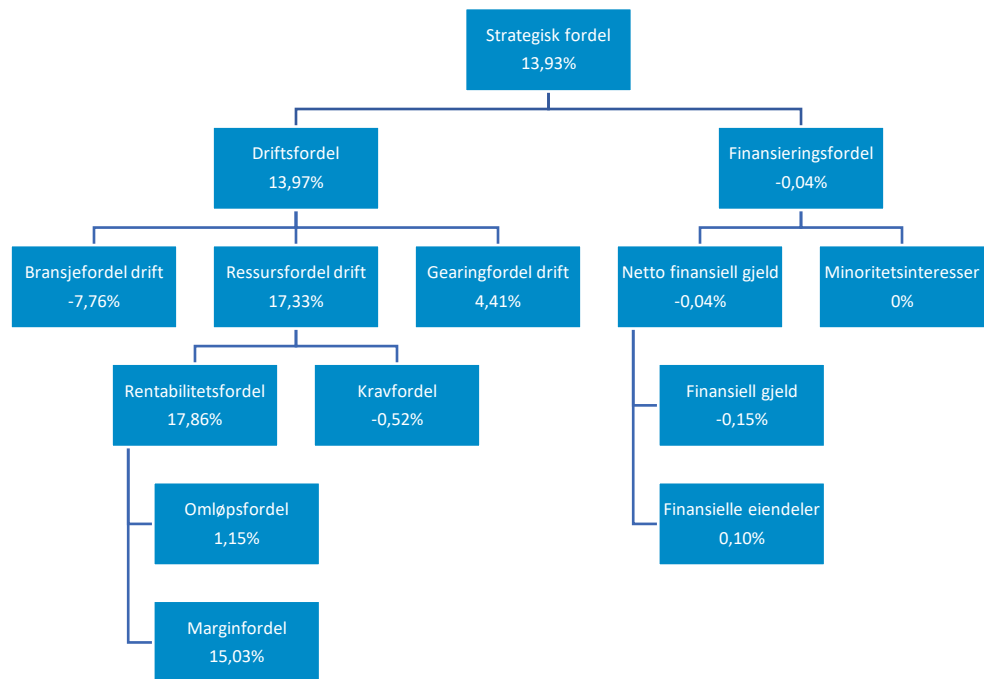 Strategisk fordel
13,93%
Driftsfordel
13,97%
Finansieringsfordel
-0,04%
Bransjefordel drift
-7,76%
Ressursfordel drift
17,33%
Gearingfordel drift
4,41%
Netto finansiell gjeld
-0,04%
Minoritetsinteresser
0%
Rentabilitetsfordel
17,86%
Kravfordel
-0,52%
Finansiell gjeld
-0,15%
Omløpsfordel
1,15%
Finansielle eiendeler
0,10%
Marginfordel
15,03%